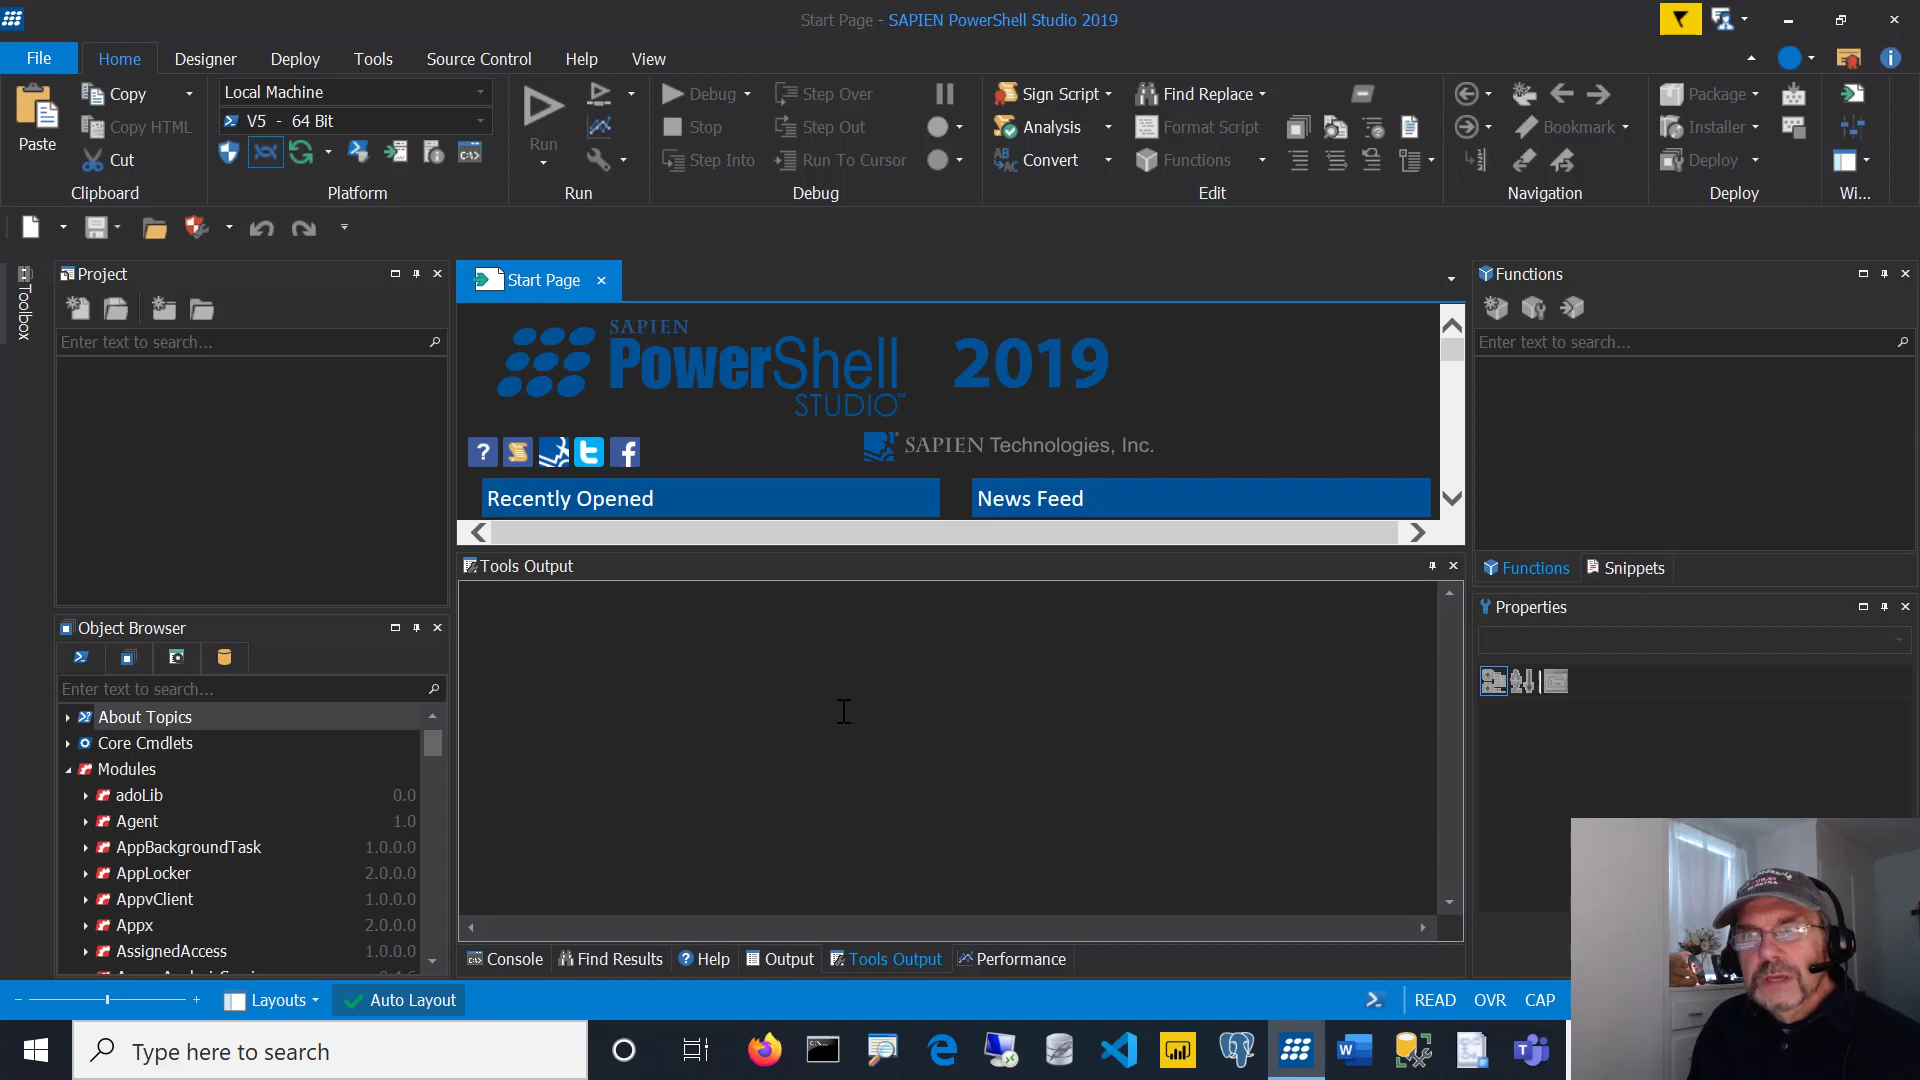 Start Page - SAPIEN PowerShell Studio 2019
File
Home
Designer
Deploy
Tools
Source Control
Help
View
Paste
Copy
Copy HTML
Cut
Clipboard
Local Machine
V5 - 64 Bit
Platform
Run
Run
Debug
Stop
Step Into
Step Over
Step Out
Run To Cursor
Debug
Sign Script
Analysis
Convert
Find Replace
Format Script
Functions
Edit
Bookmark
Navigation
Package
Installer
Deploy
Deploy
Wi...
Toolbox
Project
Enter text to search...
Start Page
SAPIEN
PowerShell 2019
STUDIO™
SAPIEN Technologies, Inc.
Recently Opened
News Feed
Functions
Enter text to search...
Functions
Snippets
Tools Output
Properties
Object Browser
Enter text to search...
About Topics
Core Cmdlets
Modules
adoLib 0.0
Agent 1.0
AppBackgroundTask 1.0.0.0
AppLocker 2.0.0.0
AppvClient 1.0.0.0
Appx 2.0.0.0
AssignedAccess 1.0.0.0
Console
Find Results
Help
Output
Tools Output
Performance
Layouts
Auto Layout
READ
OVR
CAP
Type here to search